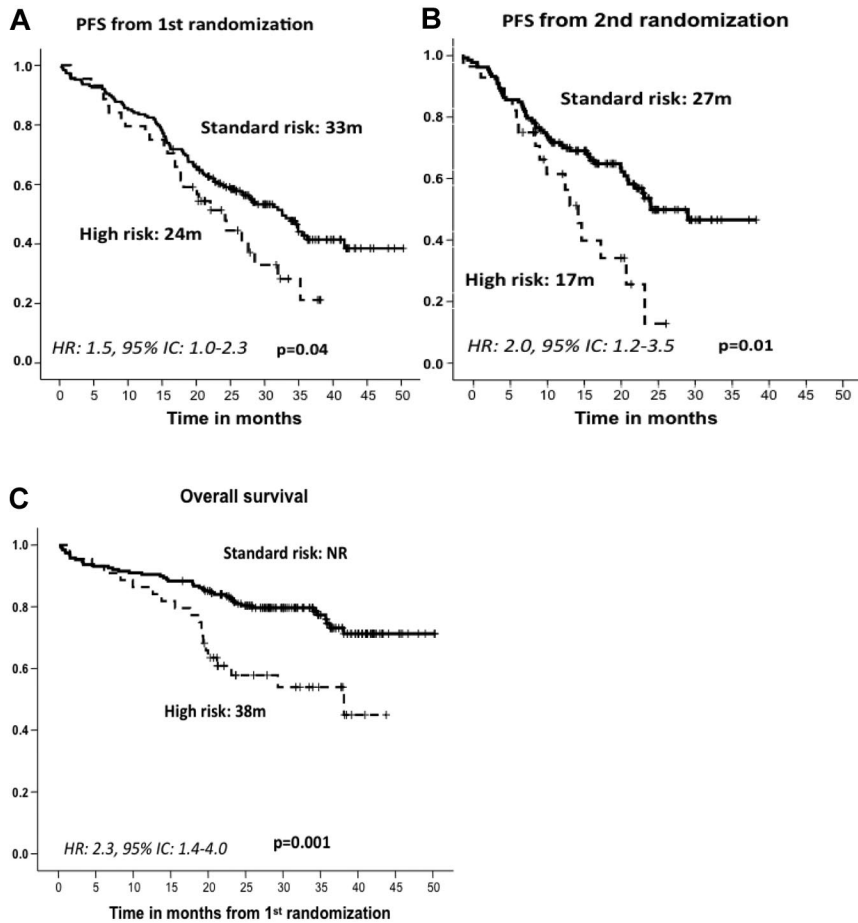 A
PFS from 1st randomization
1.0
0.8
0.6
0.4
0.2
0.0
Standard risk: 33m
High risk: 24m
HR: 1.5, 95% IC: 1.0-2.3
p=0.04
0 5 10 15 20 25 30 35 40 45 50
Time in months
B
PFS from 2nd randomization
1.0
0.8
0.6
0.4
0.2
0.0
Standard risk: 27m
High risk: 17m
HR: 2.0, 95% IC: 1.2-3.5
p=0.01
0 5 10 15 20 25 30 35 40 45 50
Time in months
C
Overall survival
1.0
0.8
0.6
0.4
0.2
0.0
Standard risk: NR
High risk: 38m
HR: 2.3, 95% IC: 1.4-4.0
p=0.001
0 5 10 15 20 25 30 35 40 45 50
Time in months from 1st randomization